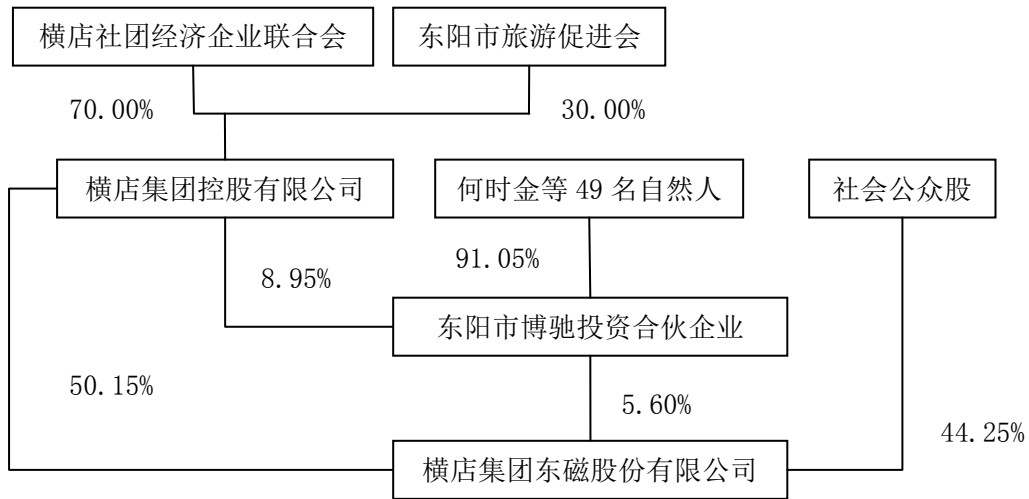 横店社团经济企业联合会
东阳市旅游促进会
70.00%
30.00%
横店集团控股有限公司
何时金等 49 名自然人
社会公众股
8.95%
91.05%
东阳市博驰投资合伙企业
50.15%
5.60%
44.25%
横店集团东磁股份有限公司